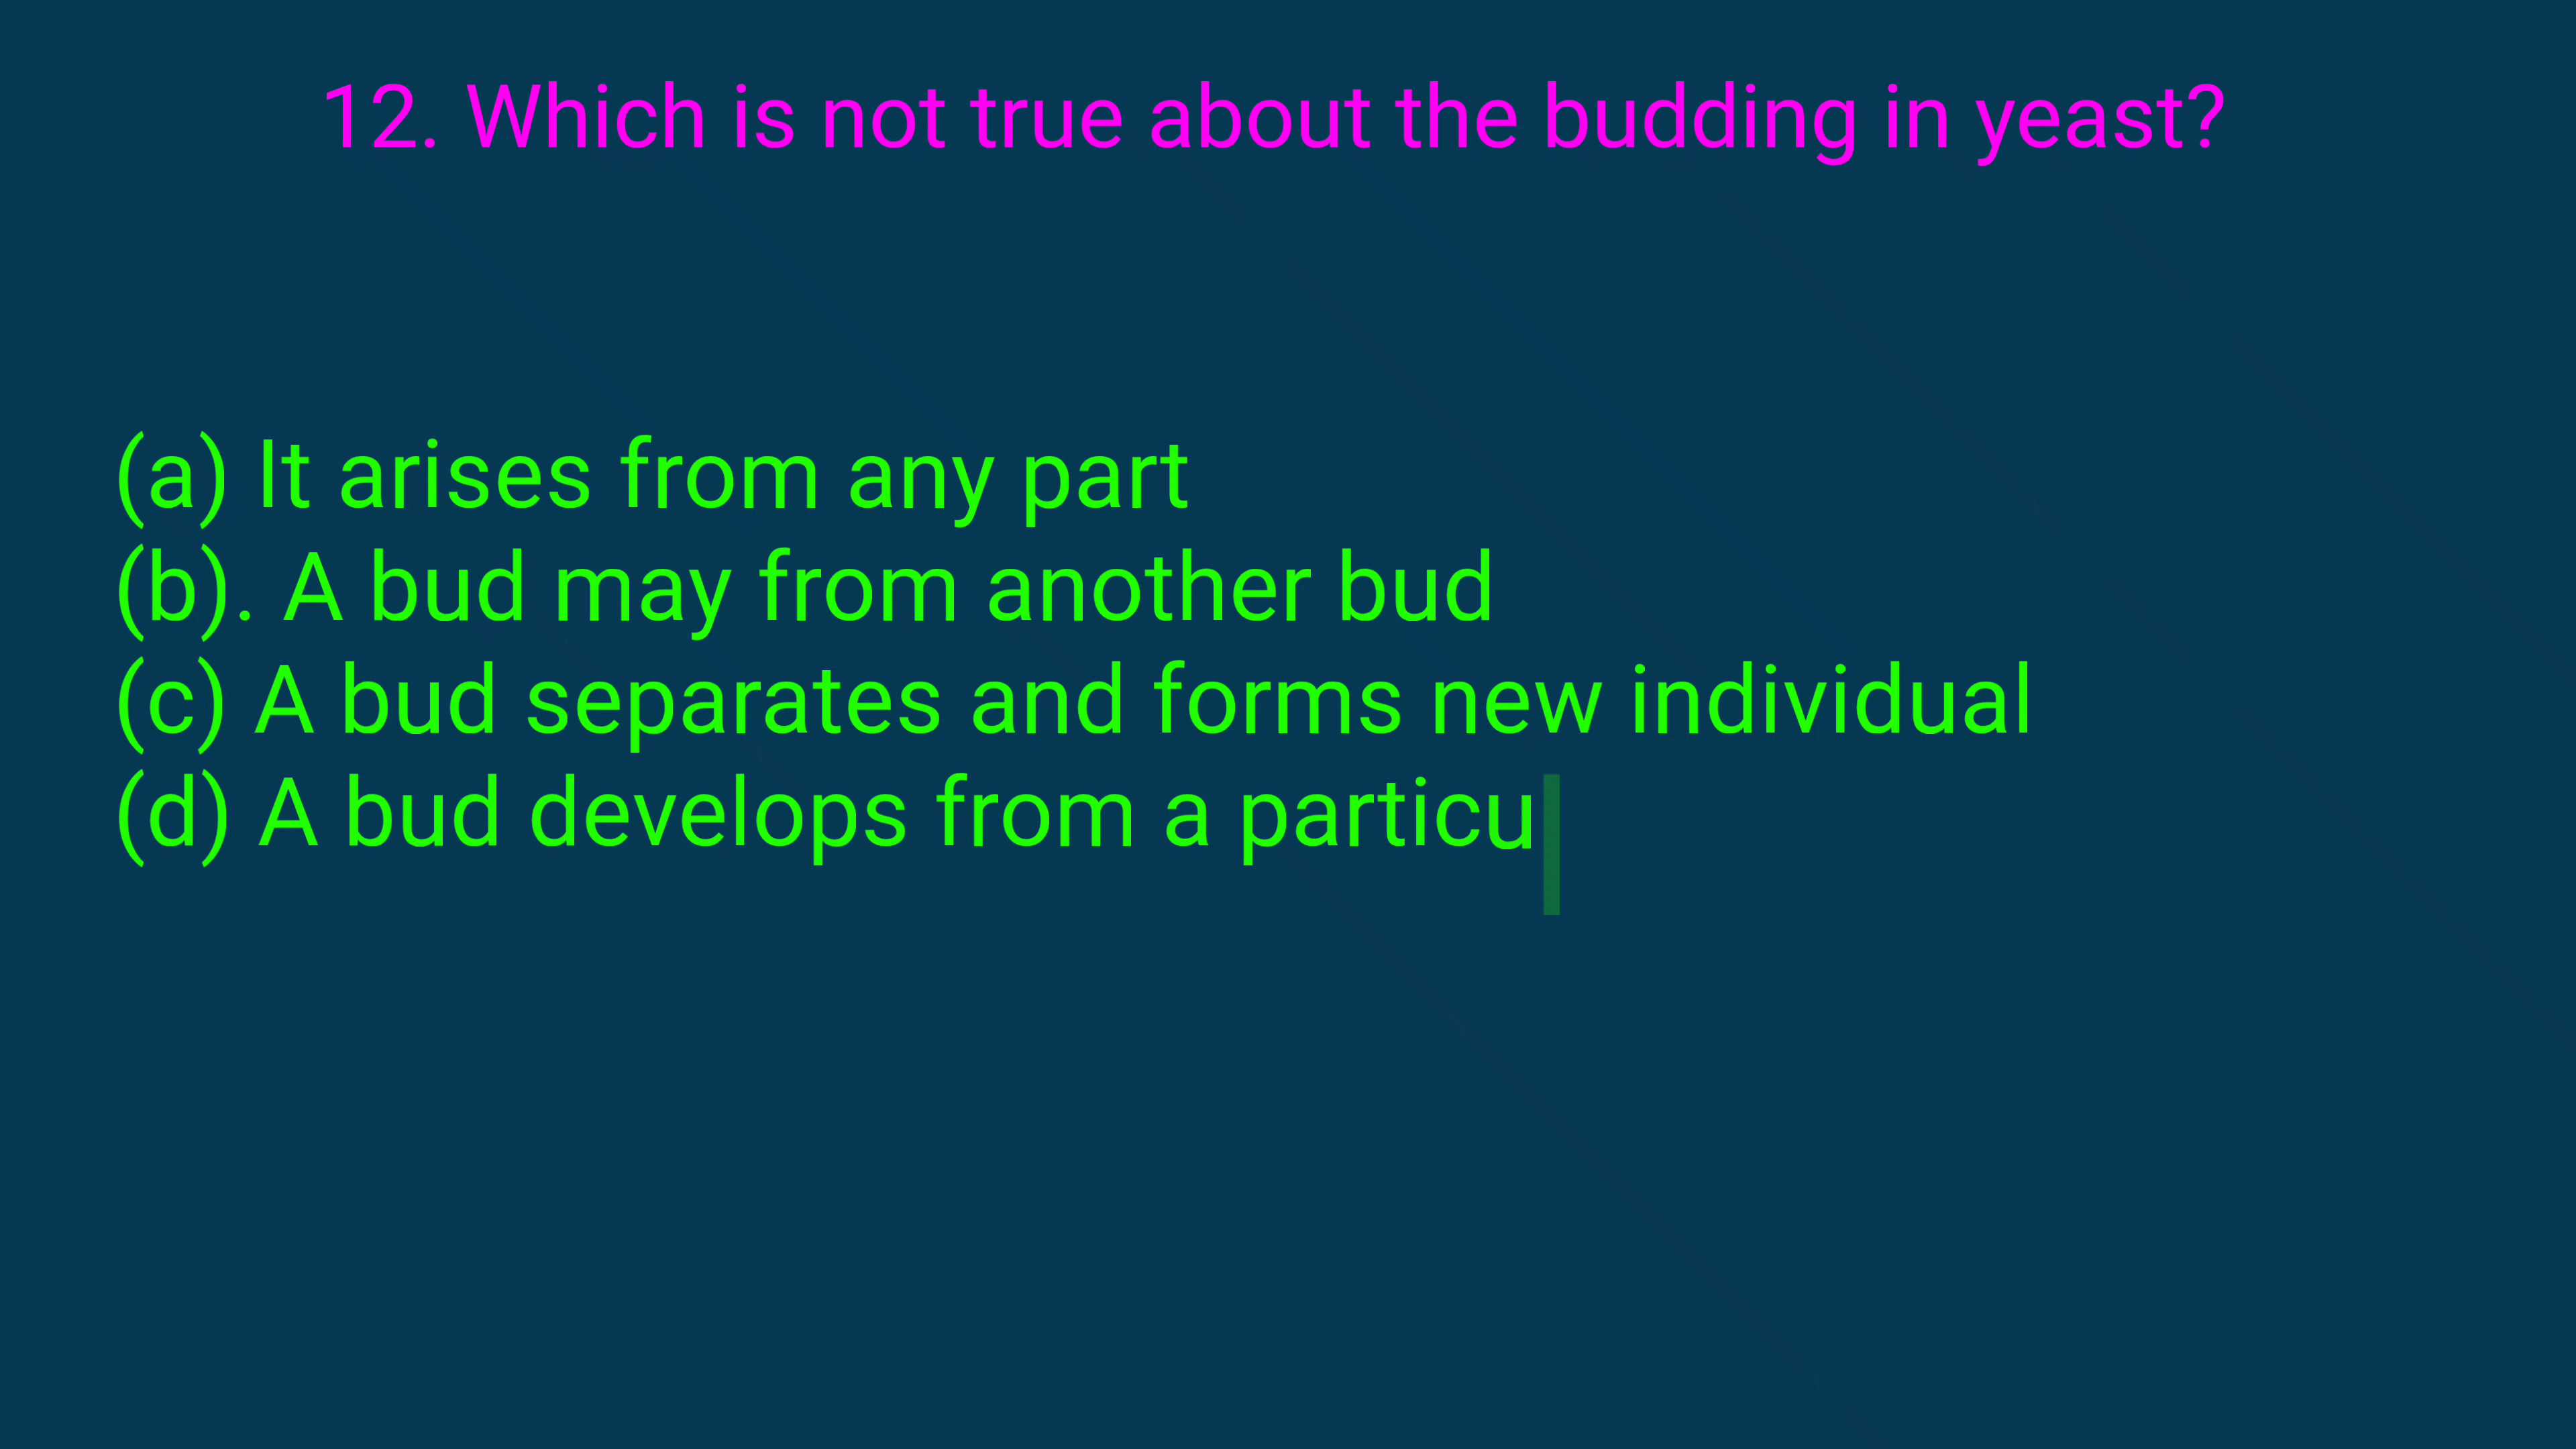 12. Which is not true about the budding in yeast?
(a) It arises from any part
(b). A bud may from another bud
(c) A bud separates and forms new individual
(d) A bud develops from a particu